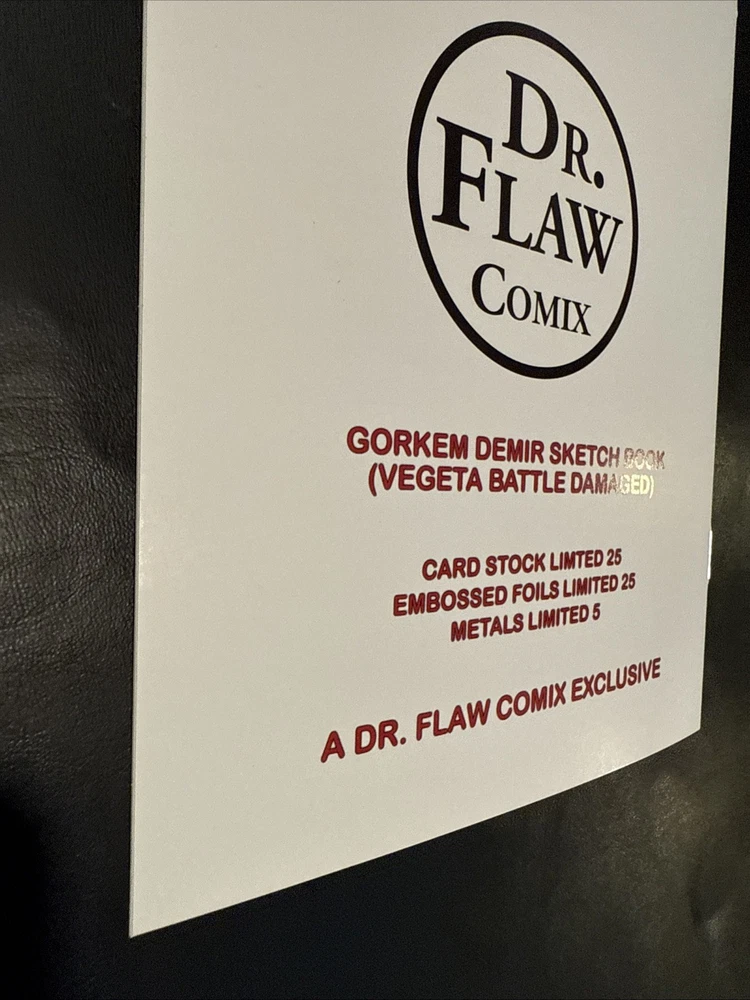 DR.
FLAW
COMIX
GORKEM DEMIR SKETCH BOOK
(VEGETA BATTLE DAMAGED)
CARD STOCK LIMTED 25
EMBOSSED FOILS LIMITED 25
METALS LIMITED 5
A DR. FLAW COMIX EXCLUSIVE